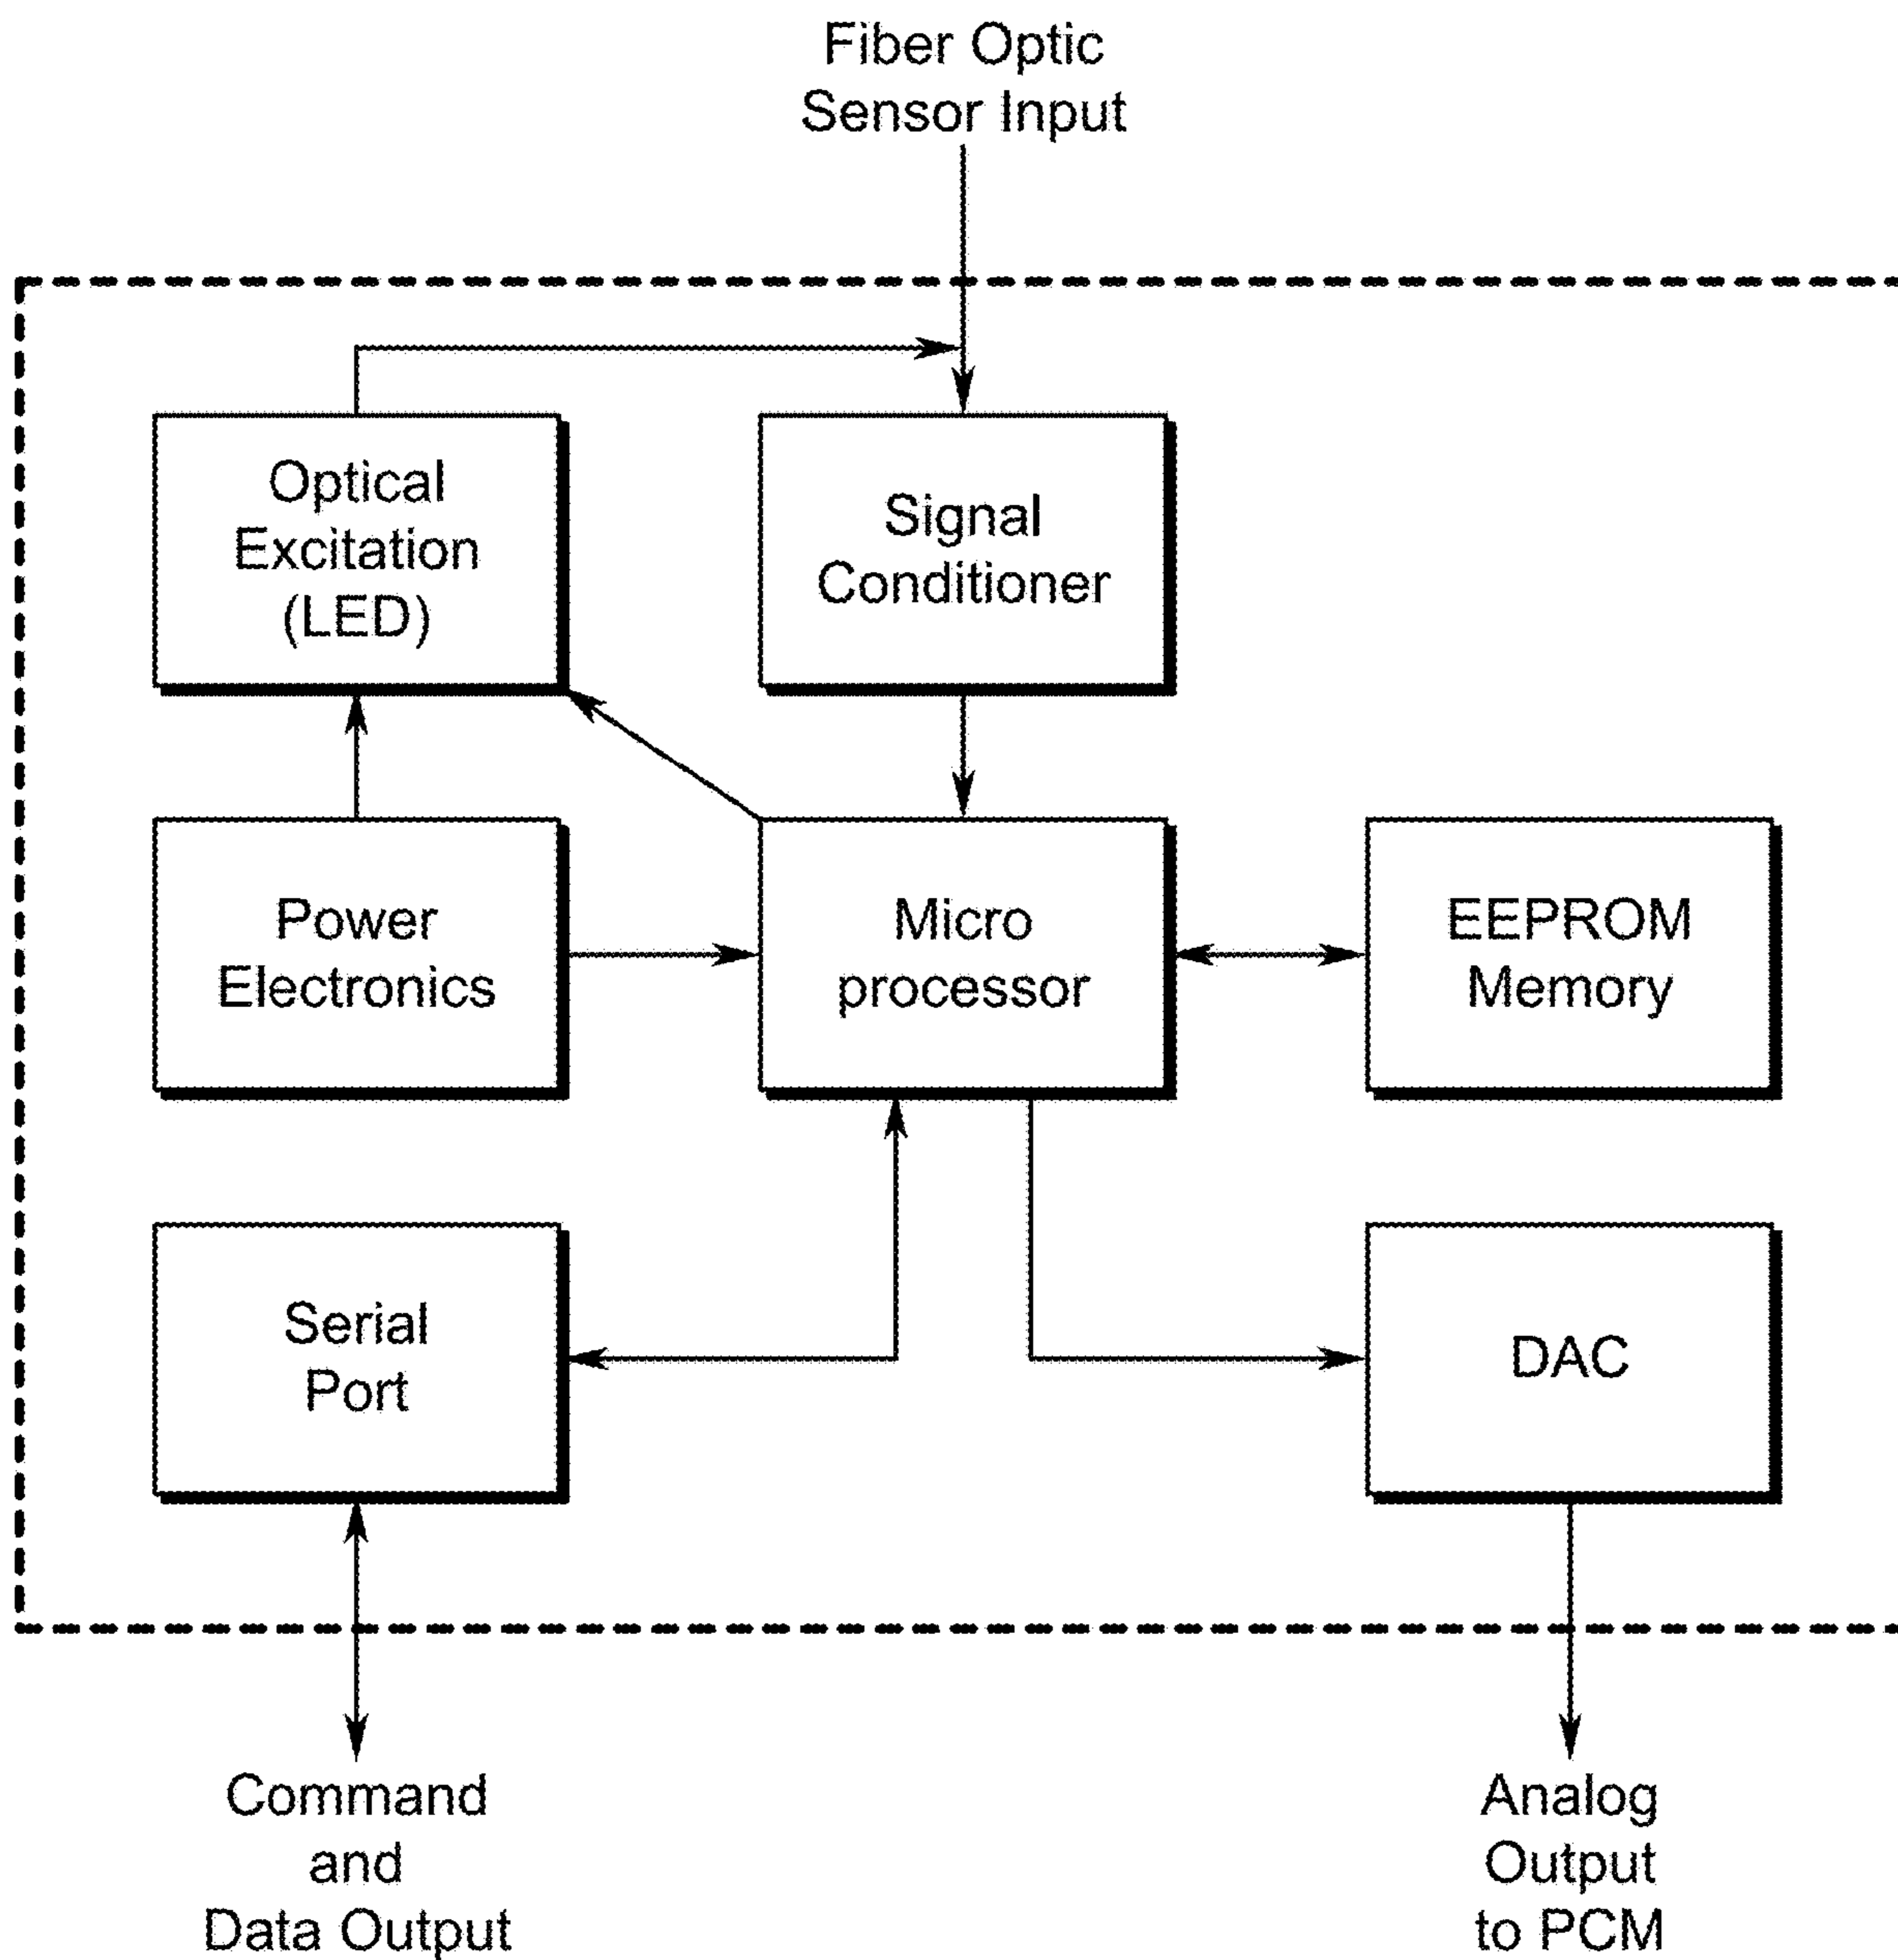 Fiber Optic
Sensor Input
Optical
Excitation
(LED)
Signal
Conditioner
Power
Electronics
Micro
processor
EEPROM
Memory
Serial
Port
DAC
Command
and
Data Output
Analog
Output
to PCM